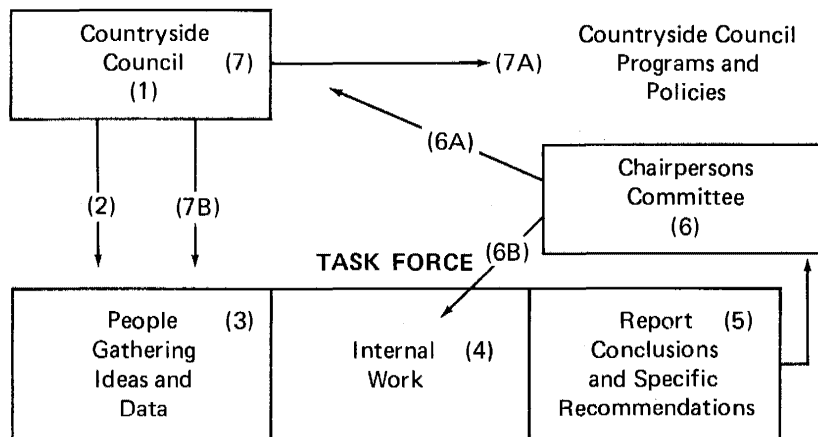 Countryside
Council (7)
(1)
(7A)
Countryside Council
Programs and
Policies
(6A)
Chairpersons
Committee
(6)
(2)
(7B)
(6B)
TASK FORCE
People (3)
Gathering
Ideas and
Data
Internal (4)
Work
Report (5)
Conclusions
and Specific
Recommendations